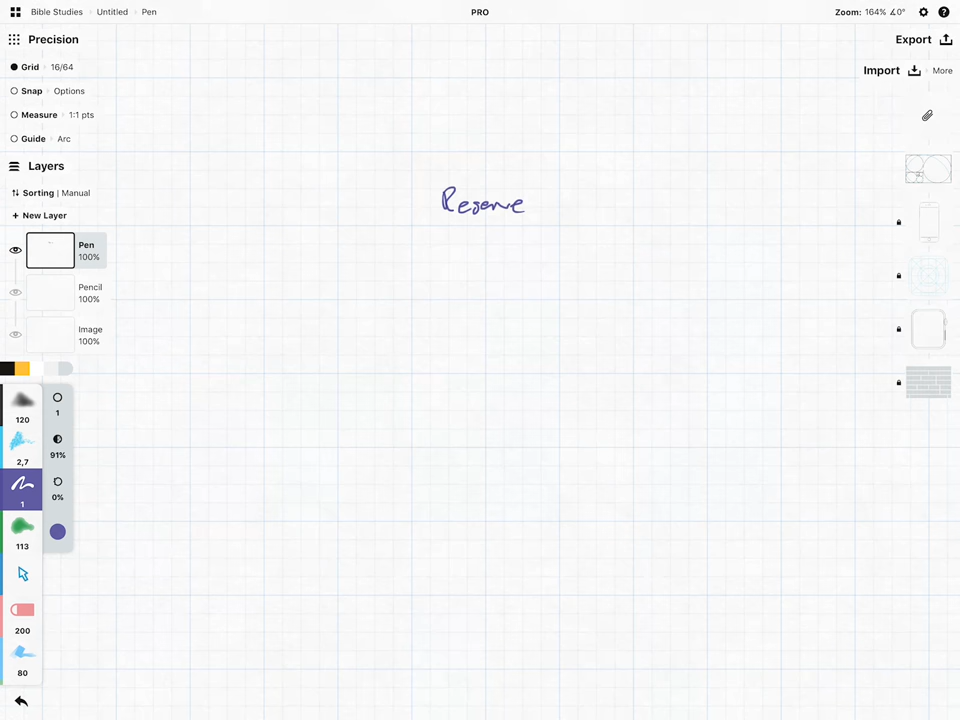 Bible Studies > Untitled > Pen
PRO
Zoom: 164% ∡0°
Precision
Export
Grid > 16/64
Import
More
Snap > Options
Measure > 1:1 pts
Guide > Arc
Layers
Sorting | Manual
+ New Layer
Reserve
Pen
100%
Pencil
100%
Image
100%
120
1
2,7
91%
1
0%
113
200
80